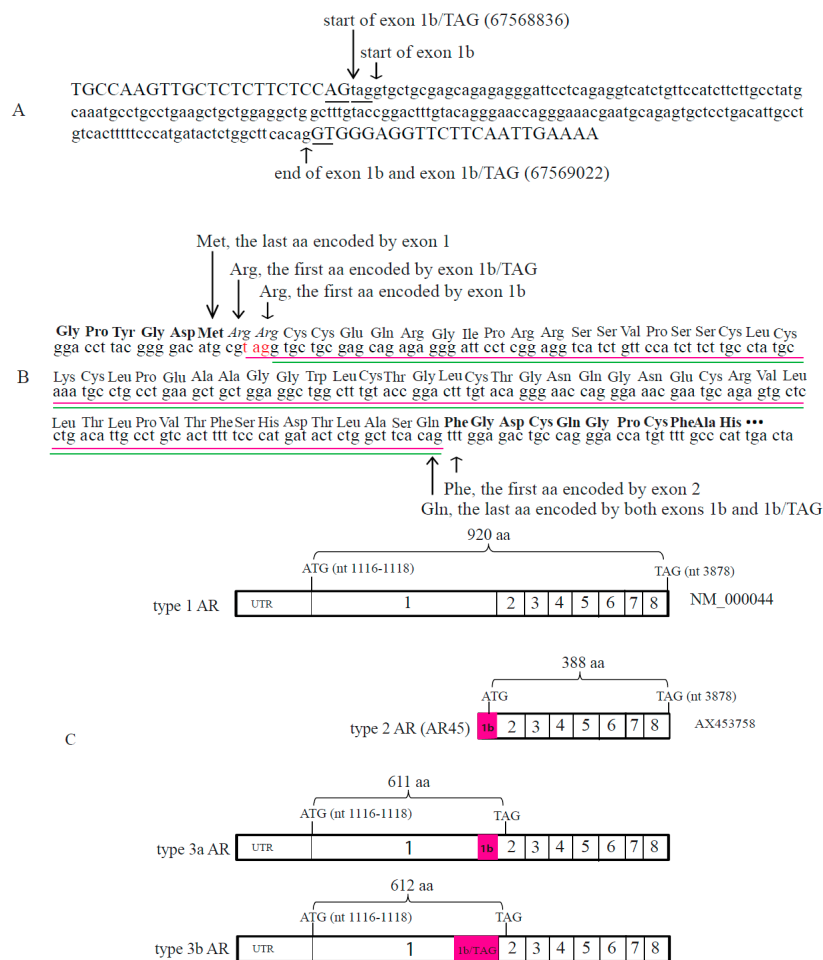 start of exon 1b/TAG (67568836)
start of exon 1b
A
TGCCAAGTTGCTCTCTTCTCCAGtaggtgctgcgagcagagagggattcctcagaggtcatctgttccatcttcttgcctatg
caaatgcctgcctgaagctgctggaggctg gctttgtaccggactttgtacagggaaccagggaaacgaatgcagagtgctcctgacattgcct
gtcactttttcccatgatactctggctt cacagGTGGGAGGTTCTTCAATTGAAAA
end of exon 1b and exon 1b/TAG (67569022)
Met, the last aa encoded by exon 1
Arg, the first aa encoded by exon 1b/TAG
Arg, the first aa encoded by exon 1b
Gly Pro Tyr Gly Asp Met Arg Arg Cys Cys Glu Gln Arg Gly Ile Pro Arg Arg Ser Ser Val Pro Ser Ser Cys Leu Cys
gga cct tac ggg gac atg cgt agg tgc tgc gag cag aga ggg att cct cgg agg tca tct gtt cca tct tct tgc cta tgc
B
Lys Cys Leu Pro Glu Ala Ala Gly Gly Trp Leu Cys Thr Gly Leu Cys Thr Gly Asn Gln Gly Asn Glu Cys Arg Val Leu
aaa tgc ctg cct gaa gct gct gga ggc tgg ctt tgt acc gga ctt tgt aca ggg aac cag gga aac gaa tgc aga gtg ctc
Leu Thr Leu Pro Val Thr Phe Ser His Asp Thr Leu Ala Ser Gln Phe Gly Asp Cys Gln Gly Pro Cys Phe Ala His •••
ctg aca ttg cct gtc act ttt tcc cat gat act ctg gct tca cag ttt gga gac tgc cag gga cca tgt ttt gcc cat tga cta
Phe, the first aa encoded by exon 2
Gln, the last aa encoded by both exons 1b and 1b/TAG
920 aa
ATG (nt 1116-1118)
TAG (nt 3878)
type 1 AR UTR 1 2 3 4 5 6 7 8 NM_000044
388 aa
ATG
TAG (nt 3878)
type 2 AR (AR45) 1b 2 3 4 5 6 7 8 AX453758
C
611 aa
ATG (nt 1116-1118) TAG
type 3a AR UTR 1 1b 2 3 4 5 6 7 8
612 aa
ATG (nt 1116-1118) TAG
type 3b AR UTR 1 1b/TAG 2 3 4 5 6 7 8